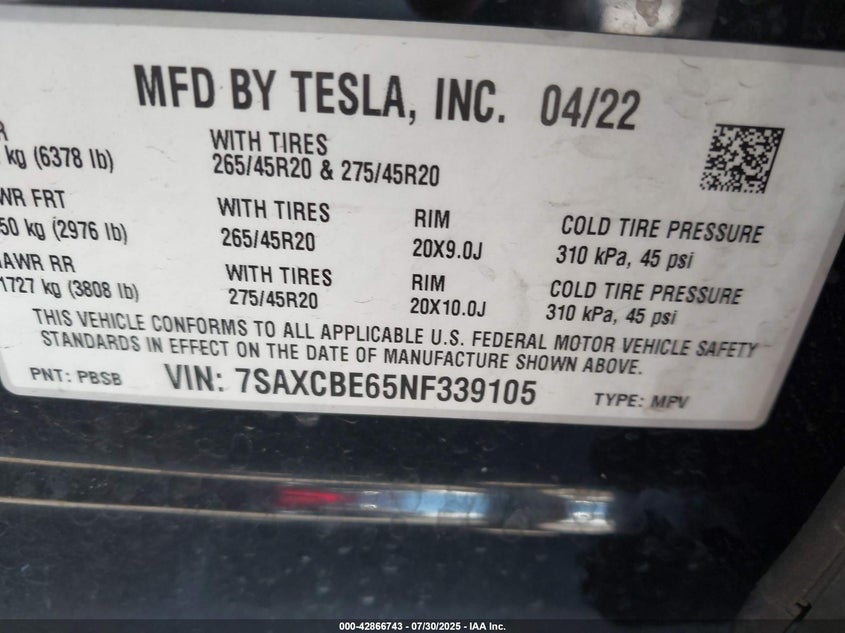 MFD BY TESLA, INC. 04/22
R WITH TIRES
kg (6378 lb) 265/45R20 & 275/45R20
WR FRT WITH TIRES RIM COLD TIRE PRESSURE
50 kg (2976 lb) 265/45R20 20X9.0J 310 kPa, 45 psi
AWR RR WITH TIRES RIM COLD TIRE PRESSURE
1727 kg (3808 lb) 275/45R20 20X10.0J 310 kPa, 45 psi
THIS VEHICLE CONFORMS TO ALL APPLICABLE U.S. FEDERAL MOTOR VEHICLE SAFETY
STANDARDS IN EFFECT ON THE DATE OF MANUFACTURE SHOWN ABOVE.
PNT: PBSB VIN: 7SAXCBE65NF339105 TYPE: MPV
000-42866743 - 07/30/2025 - IAA Inc.